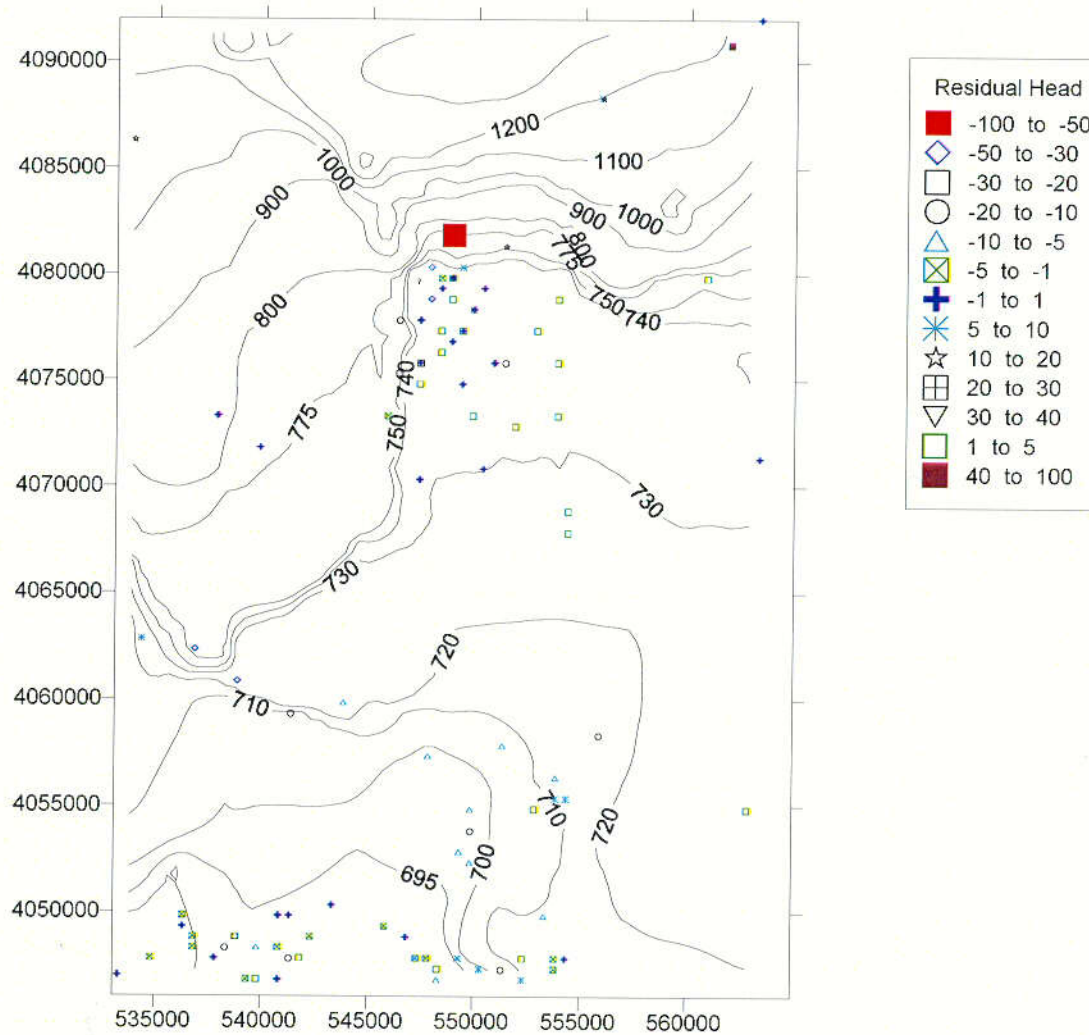 4090000
4085000
4080000
4075000
4070000
4065000
4060000
4055000
4050000
535000 540000 545000 550000 555000 560000
1200
1100
1000
1000
900
900
800
775
800
750
740
775
740
750
730
730
720
710
710
720
700
695
Residual Head
-100 to -50
-50 to -30
-30 to -20
-20 to -10
-10 to -5
-5 to -1
-1 to 1
5 to 10
10 to 20
20 to 30
30 to 40
1 to 5
40 to 100